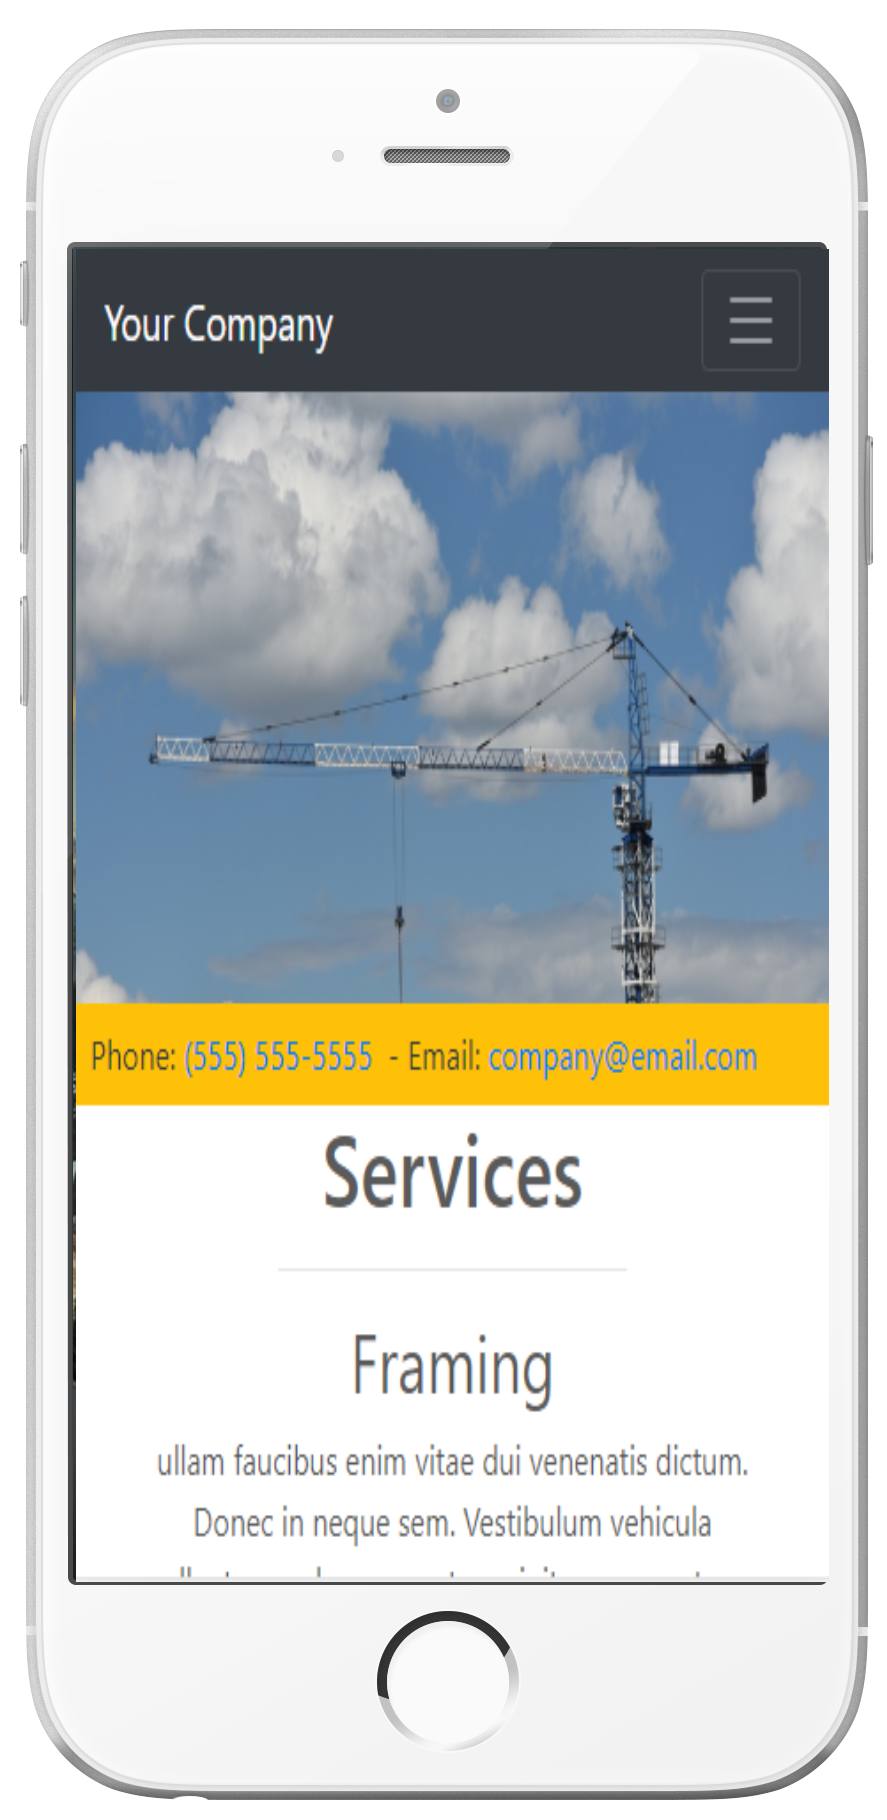 Your Company
Phone: (555) 555-5555 - Email: company@email.com
Services
Framing
ullam faucibus enim vitae dui venenatis dictum.
Donec in neque sem. Vestibulum vehicula